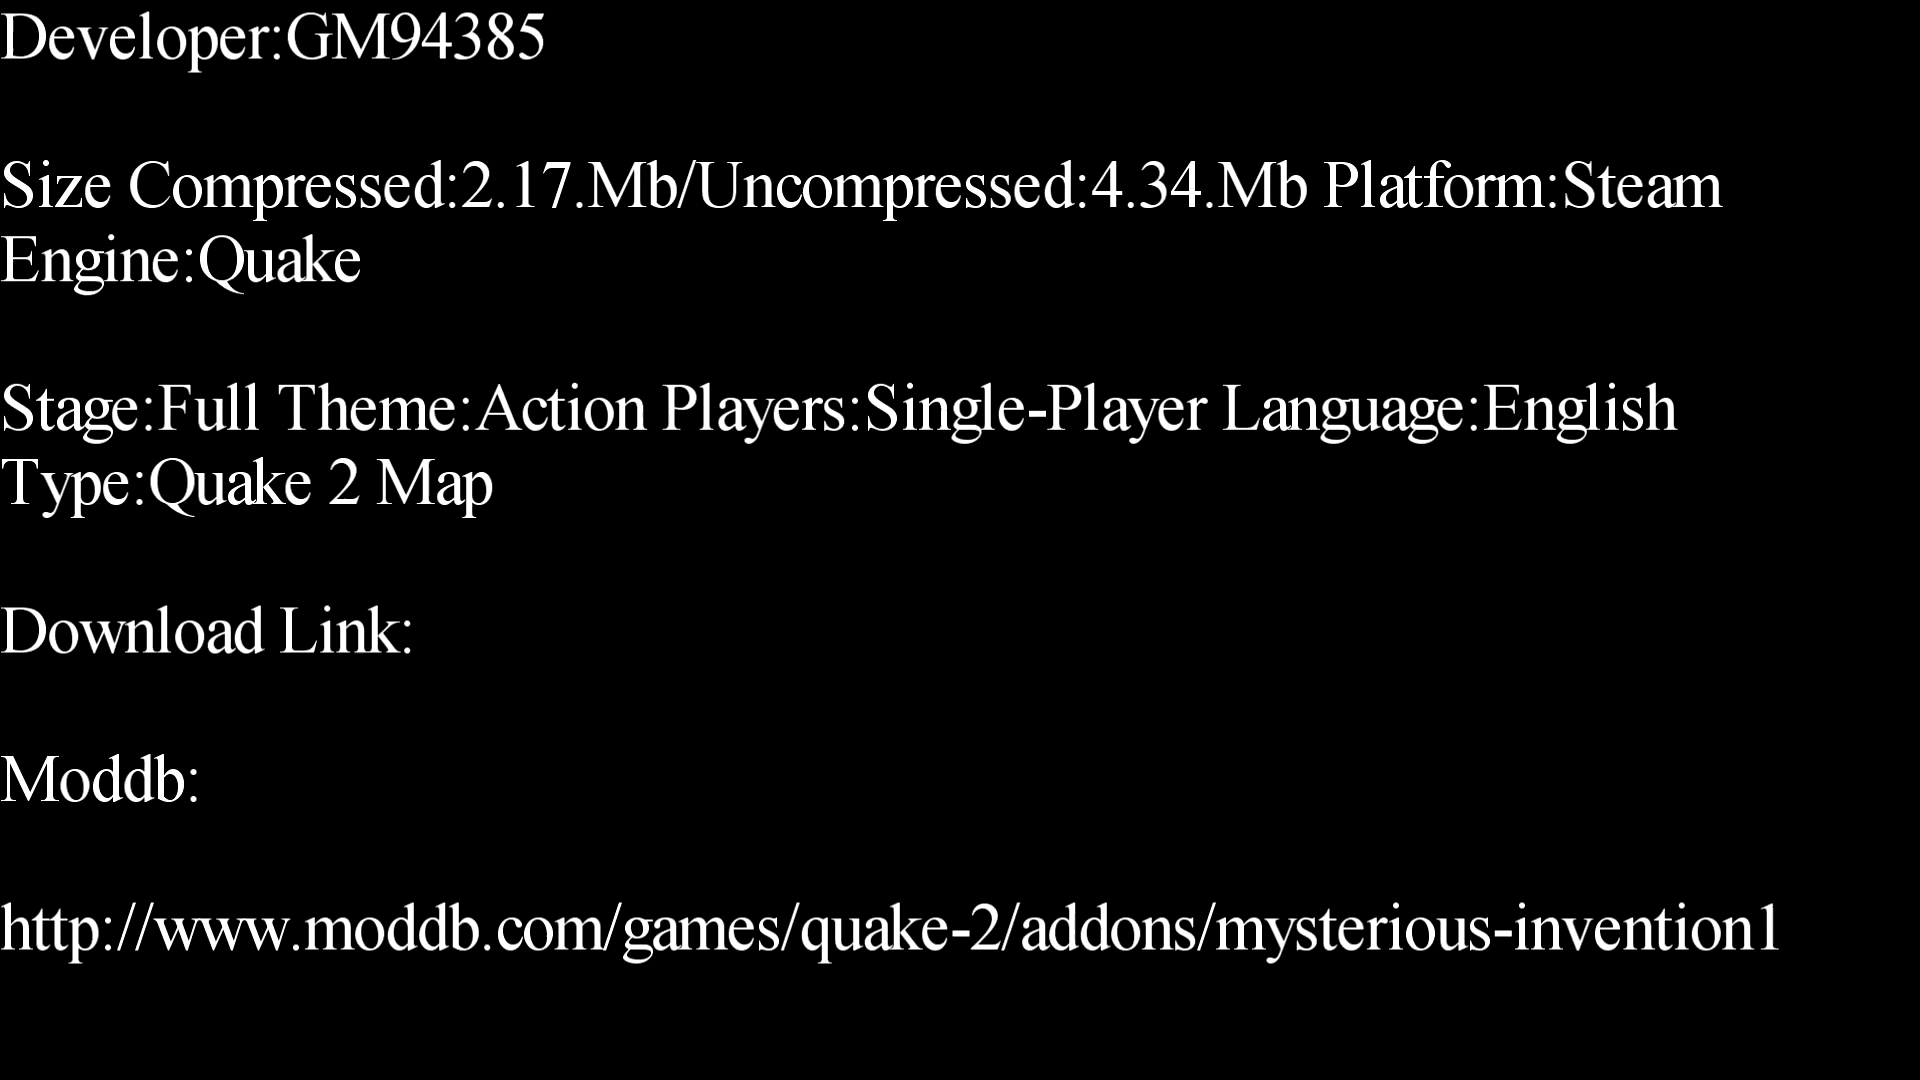 Developer:GM94385
Size Compressed:2.17.Mb/Uncompressed:4.34.Mb Platform:Steam
Engine:Quake
Stage:Full Theme:Action Players:Single-Player Language:English
Type:Quake 2 Map
Download Link:
Moddb:
http://www.moddb.com/games/quake-2/addons/mysterious-invention1